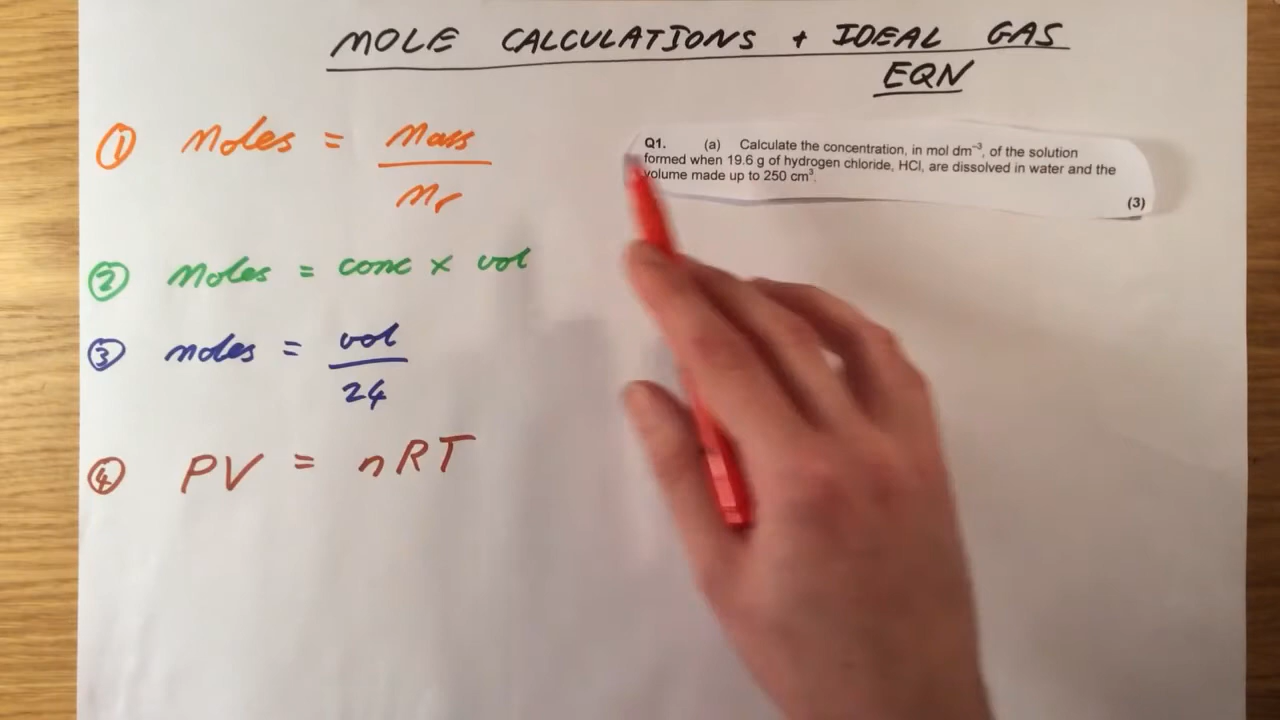 MOLE CALCULATIONS + IDEAL GAS
EQN
① Moles = Mass
Mr
② Moles = conc × vol
③ moles = vol
24
④ PV = nRT
Q1. (a) Calculate the concentration, in mol dm⁻³, of the solution
formed when 19.6 g of hydrogen chloride, HCl, are dissolved in water and the
volume made up to 250 cm³.
(3)